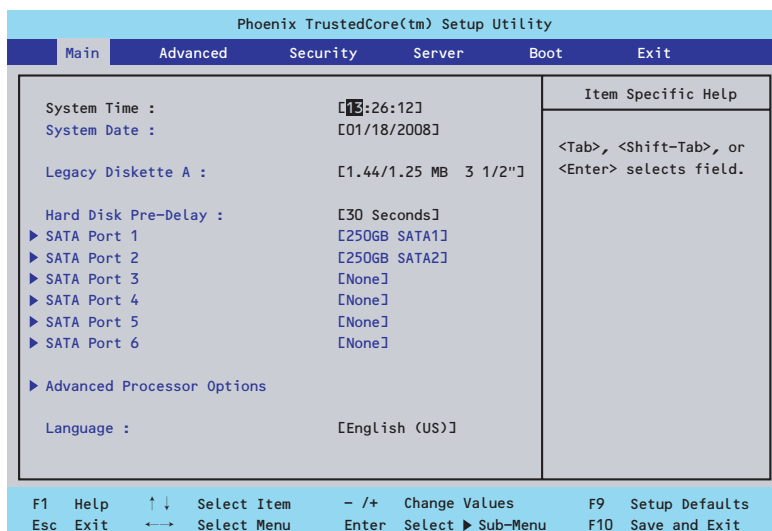 Phoenix TrustedCore(tm) Setup Utility
Main Advanced Security Server Boot Exit
Item Specific Help
System Time : [13:26:12]
System Date : [01/18/2008]
<Tab>, <Shift-Tab>, or
<Enter> selects field.
Legacy Diskette A : [1.44/1.25 MB 3 1/2"]
Hard Disk Pre-Delay : [30 Seconds]
▶ SATA Port 1 [250GB SATA1]
▶ SATA Port 2 [250GB SATA2]
▶ SATA Port 3 [None]
▶ SATA Port 4 [None]
▶ SATA Port 5 [None]
▶ SATA Port 6 [None]
▶ Advanced Processor Options
Language : [English (US)]
F1 Help ↑↓ Select Item - /+ Change Values F9 Setup Defaults
Esc Exit ←→ Select Menu Enter Select ▶ Sub-Menu F10 Save and Exit